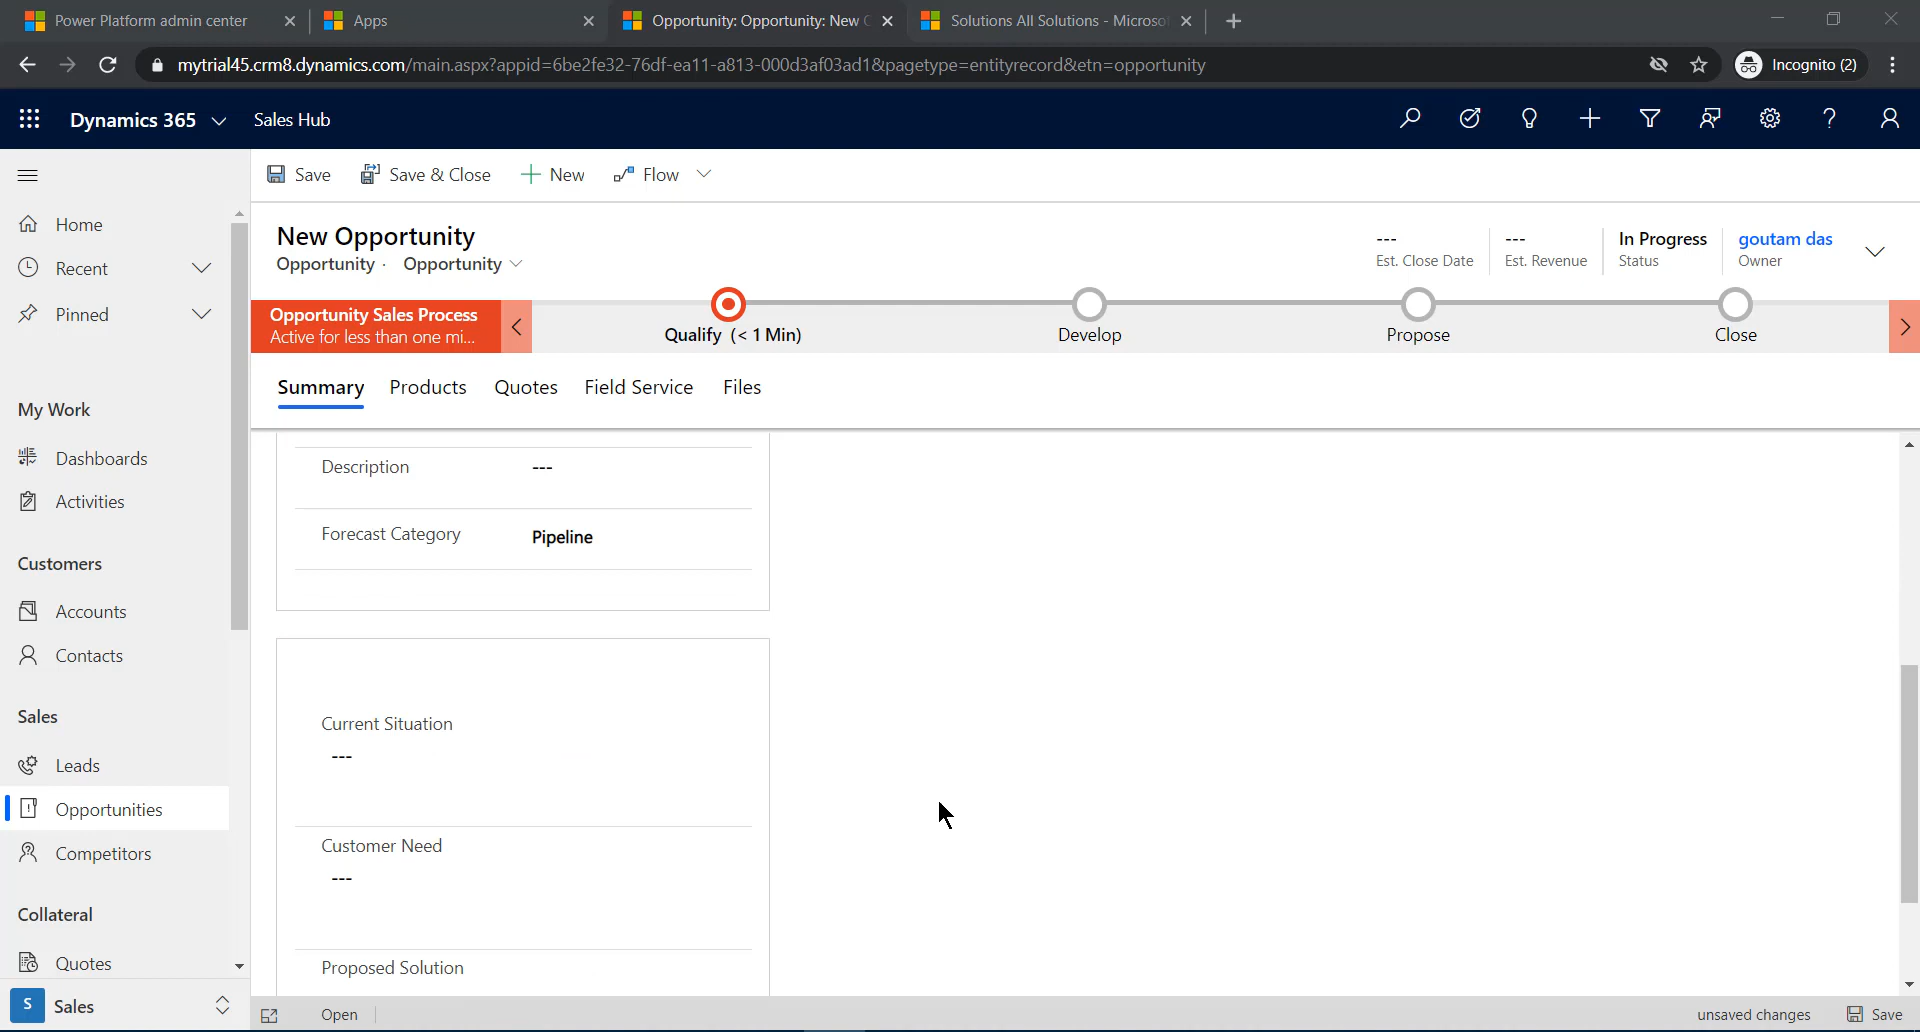 Power Platform admin center
Apps
Opportunity: Opportunity: New
Solutions All Solutions - Microso
mytrial45.crm8.dynamics.com/main.aspx?appid=6be2fe32-76df-ea11-a813-000d3af03ad1&pagetype=entityrecord&etn=opportunity
Incognito (2)
Dynamics 365
Sales Hub
Save
Save & Close
New
Flow
Home
Recent
Pinned
My Work
Dashboards
Activities
Customers
Accounts
Contacts
Sales
Leads
Opportunities
Competitors
Collateral
Quotes
S
Sales
New Opportunity
Opportunity · Opportunity
---
Est. Close Date
---
Est. Revenue
In Progress
Status
goutam das
Owner
Opportunity Sales Process
Active for less than one mi...
Qualify (< 1 Min)
Develop
Propose
Close
Summary
Products
Quotes
Field Service
Files
Description
---
Forecast Category
Pipeline
Current Situation
---
Customer Need
---
Proposed Solution
Open
unsaved changes
Save